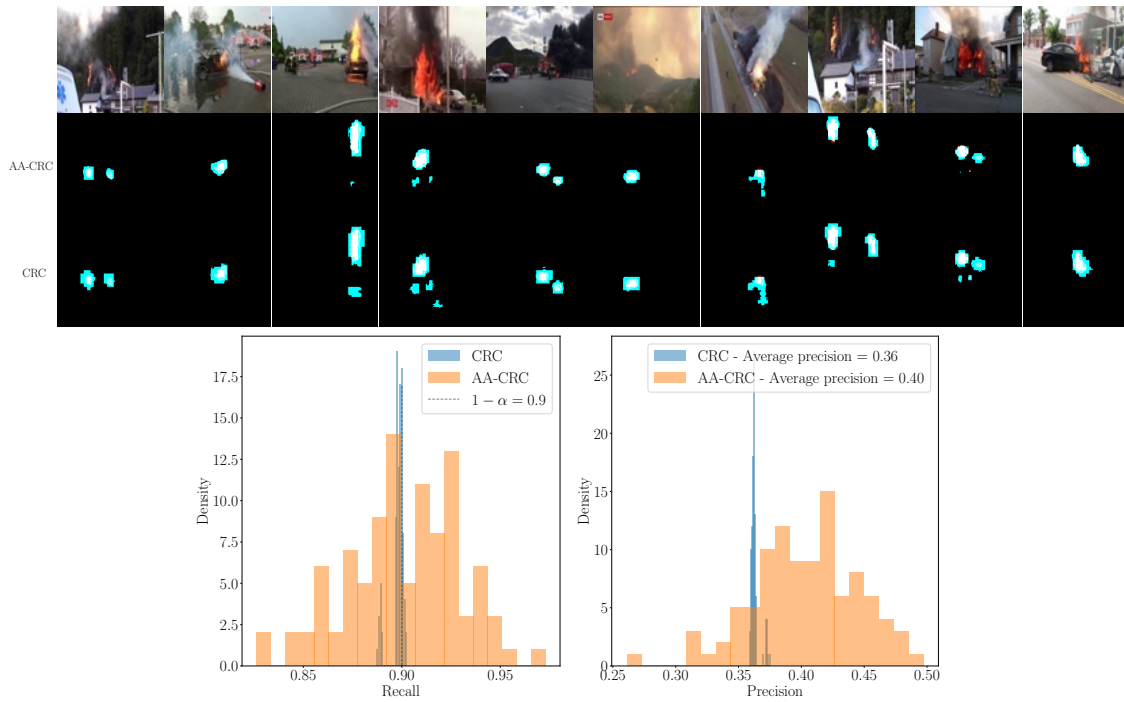 AA-CRC
CRC
CRC
AA-CRC
1 − α = 0.9
17.5
15.0
12.5
10.0
7.5
5.0
2.5
0.0
Density
0.85
0.90
0.95
Recall
CRC - Average precision = 0.36
AA-CRC - Average precision = 0.40
25
20
15
10
5
0
Density
0.25
0.30
0.35
0.40
0.45
0.50
Precision